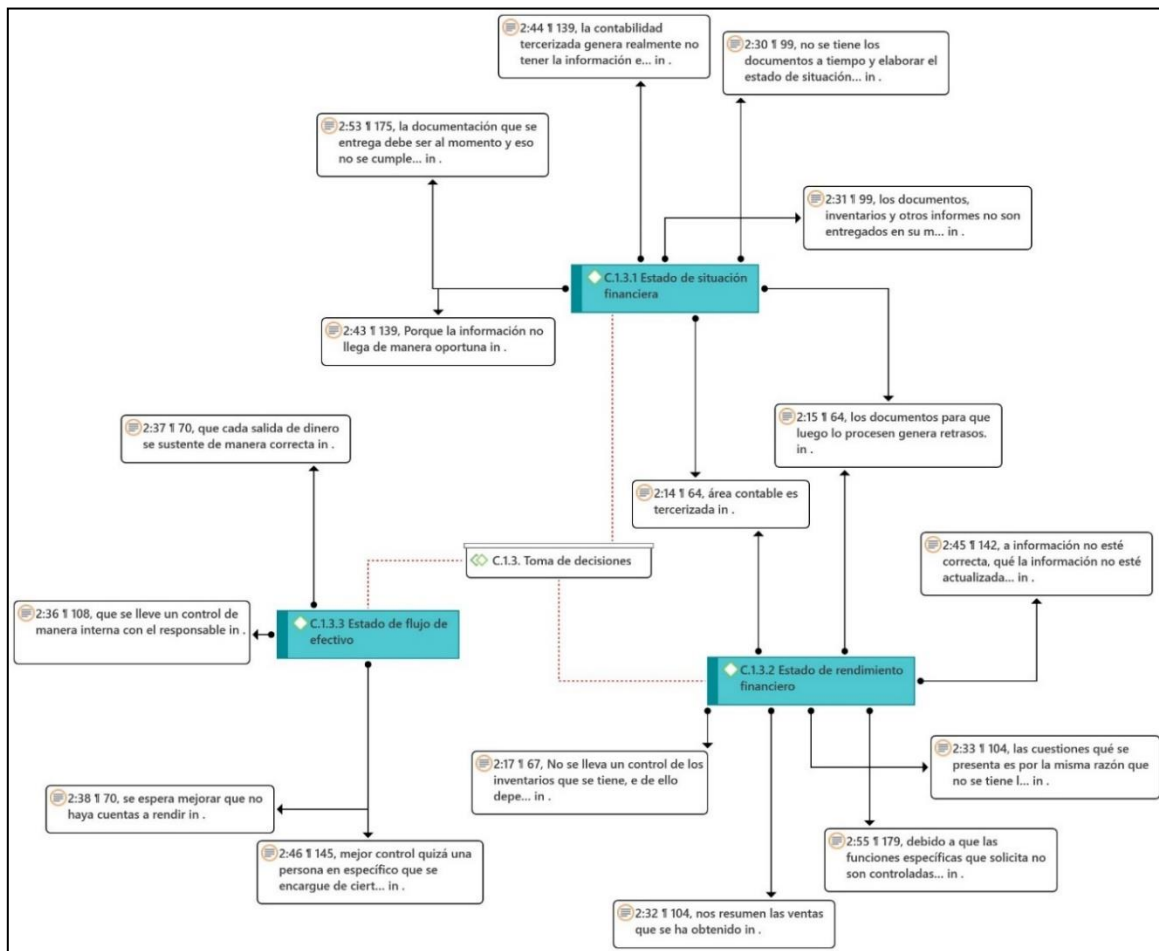 2:44 ¶ 139, la contabilidad
tercerizada genera realmente no
tener la información e... in .
2:30 ¶ 99, no se tiene los
documentos a tiempo y elaborar el
estado de situación... in .
2:53 ¶ 175, la documentación que se
entrega debe ser al momento y eso
no se cumple... in .
2:31 ¶ 99, los documentos,
inventarios y otros informes no son
entregados en su m... in .
C.1.3.1 Estado de situación
financiera
2:43 ¶ 139, Porque la información no
llega de manera oportuna in .
2:37 ¶ 70, que cada salida de dinero
se sustente de manera correcta in .
2:15 ¶ 64, los documentos para que
luego lo procesen genera retrasos.
in .
2:14 ¶ 64, área contable es
tercerizada in .
2:45 ¶ 142, a información no esté
correcta, qué la información no esté
actualizada... in .
C.1.3. Toma de decisiones
2:36 ¶ 108, que se lleve un control de
manera interna con el responsable in .
C.1.3.3 Estado de flujo de
efectivo
C.1.3.2 Estado de rendimiento
financiero
2:17 ¶ 67, No se lleva un control de los
inventarios que se tiene, e de ello
depe... in .
2:33 ¶ 104, las cuestiones qué se
presenta es por la misma razón que
no se tiene l... in .
2:38 ¶ 70, se espera mejorar que no
haya cuentas a rendir in .
2:55 ¶ 179, debido a que las
funciones específicas que solicita no
son controladas... in .
2:46 ¶ 145, mejor control quizá una
persona en específico que se
encargue de ciert... in .
2:32 ¶ 104, nos resumen las ventas
que se ha obtenido in .